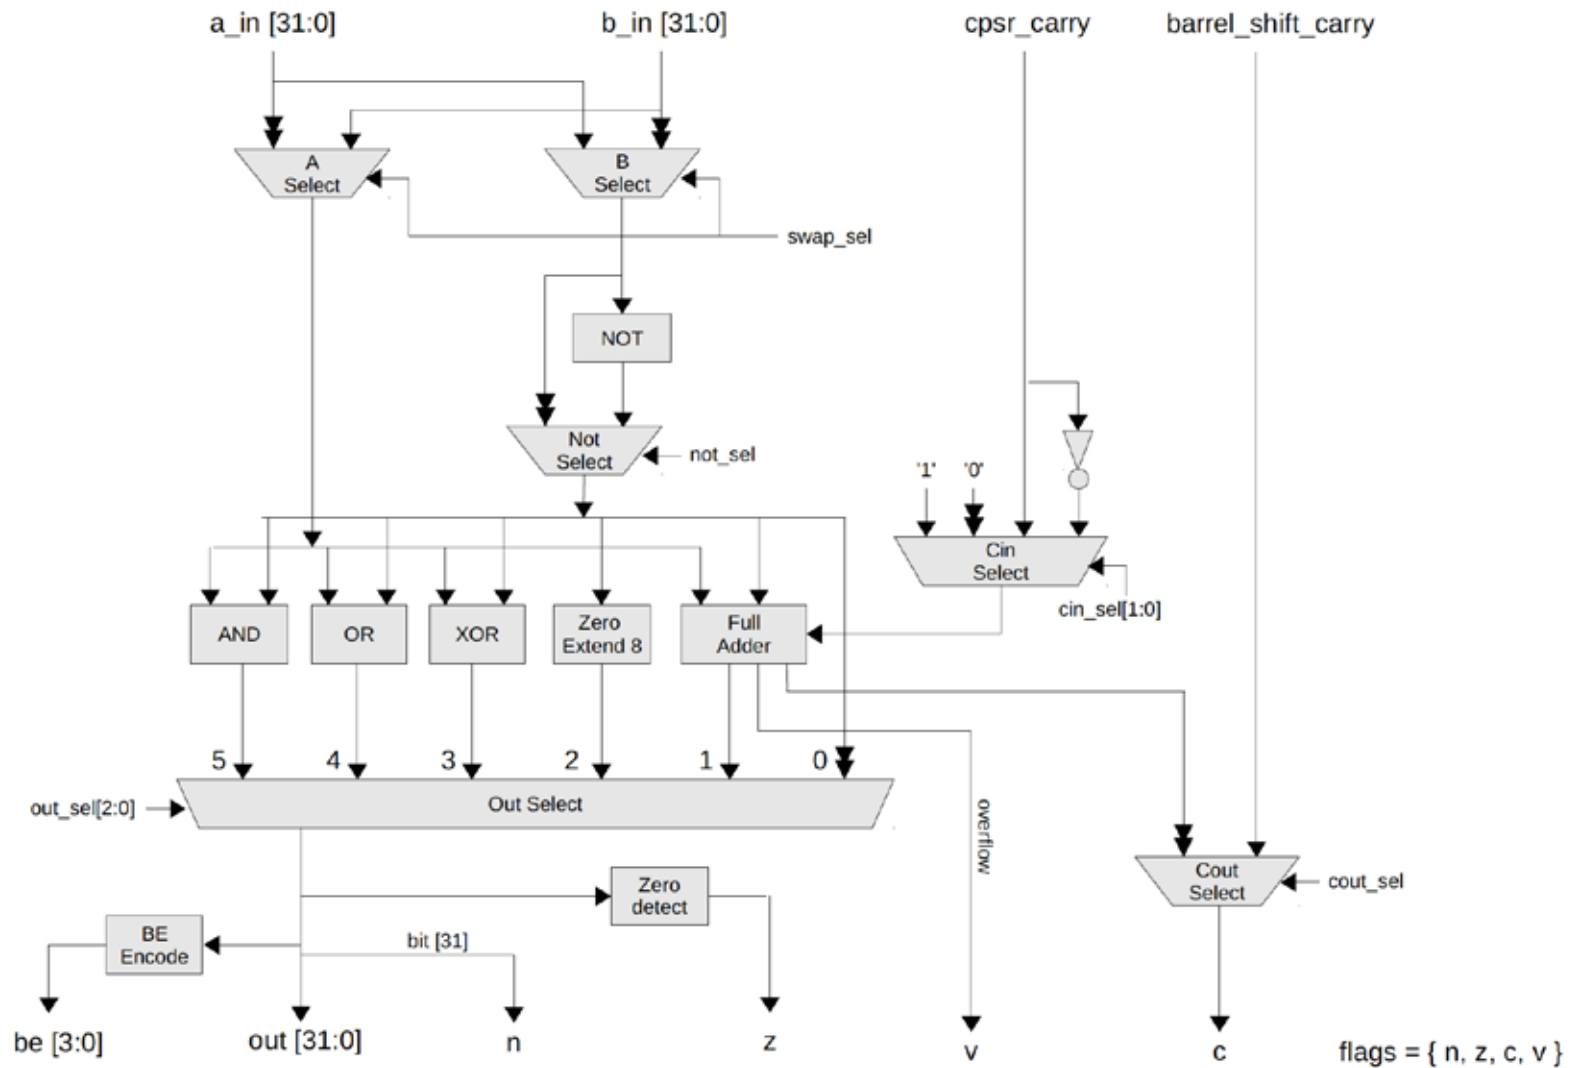 a_in [31:0]
b_in [31:0]
cpsr_carry
barrel_shift_carry
A
Select
B
Select
swap_sel
NOT
Not
Select
not_sel
'1'
'0'
Cin
Select
cin_sel[1:0]
AND
OR
XOR
Zero
Extend 8
Full
Adder
5
4
3
2
1
0
out_sel[2:0]
Out Select
overflow
Zero
detect
Cout
Select
cout_sel
BE
Encode
bit [31]
be [3:0]
out [31:0]
n
z
v
c
flags = { n, z, c, v }